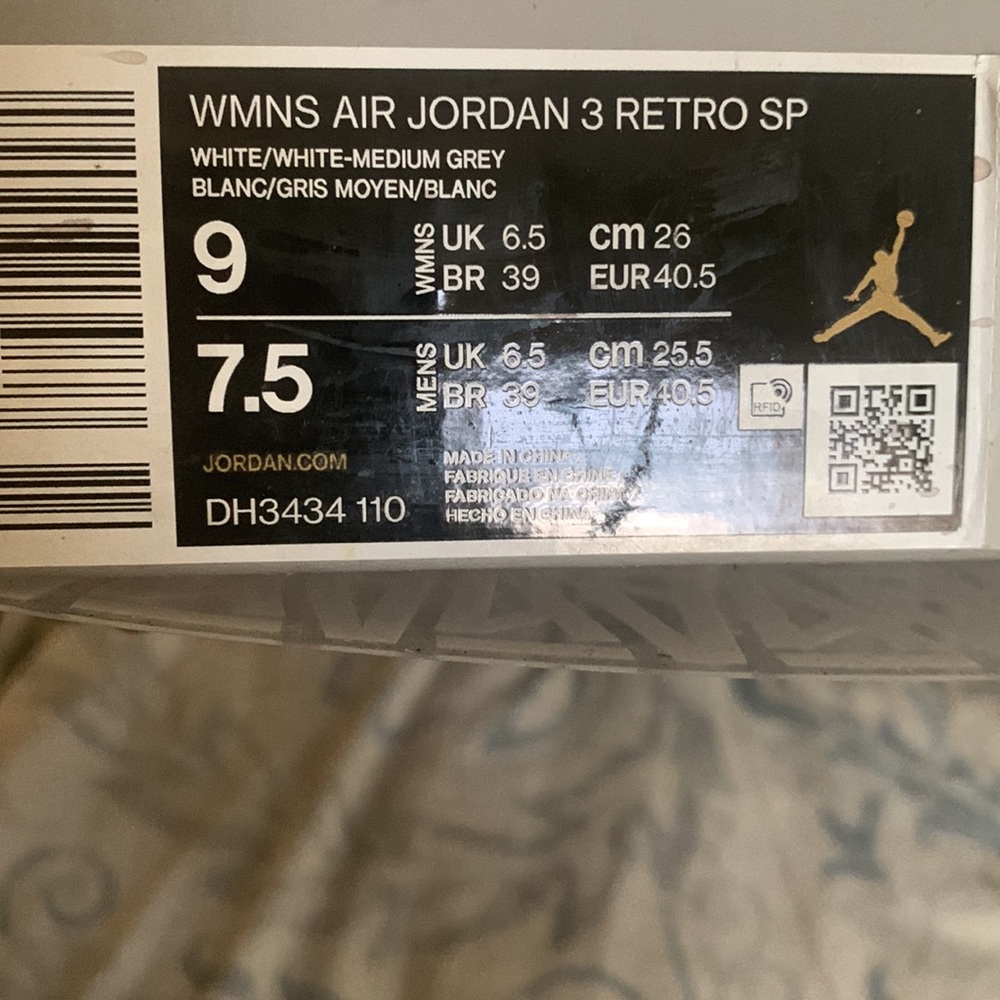 WMNS AIR JORDAN 3 RETRO SP
WHITE/WHITE-MEDIUM GREY
BLANC/GRIS MOYEN/BLANC
9
WMNS
UK 6.5 cm 26
BR 39 EUR 40.5
7.5
MENS
UK 6.5 cm 25.5
BR 39 EUR 40.5
RFID
JORDAN.COM
DH3434 110
MADE IN CHINA
FABRIQUE EN CHINE
FABRICADO NA CHINA
HECHO EN CHINA